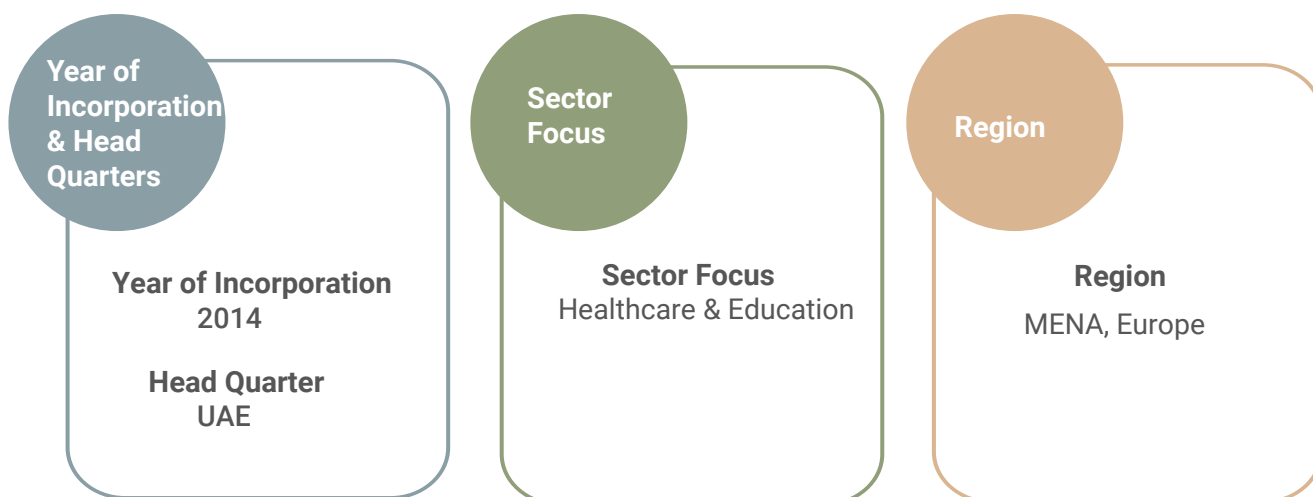 Year of
Incorporation
& Head
Quarters
Year of Incorporation
2014
Head Quarter
UAE
Sector
Focus
Sector Focus
Healthcare & Education
Region
Region
MENA, Europe